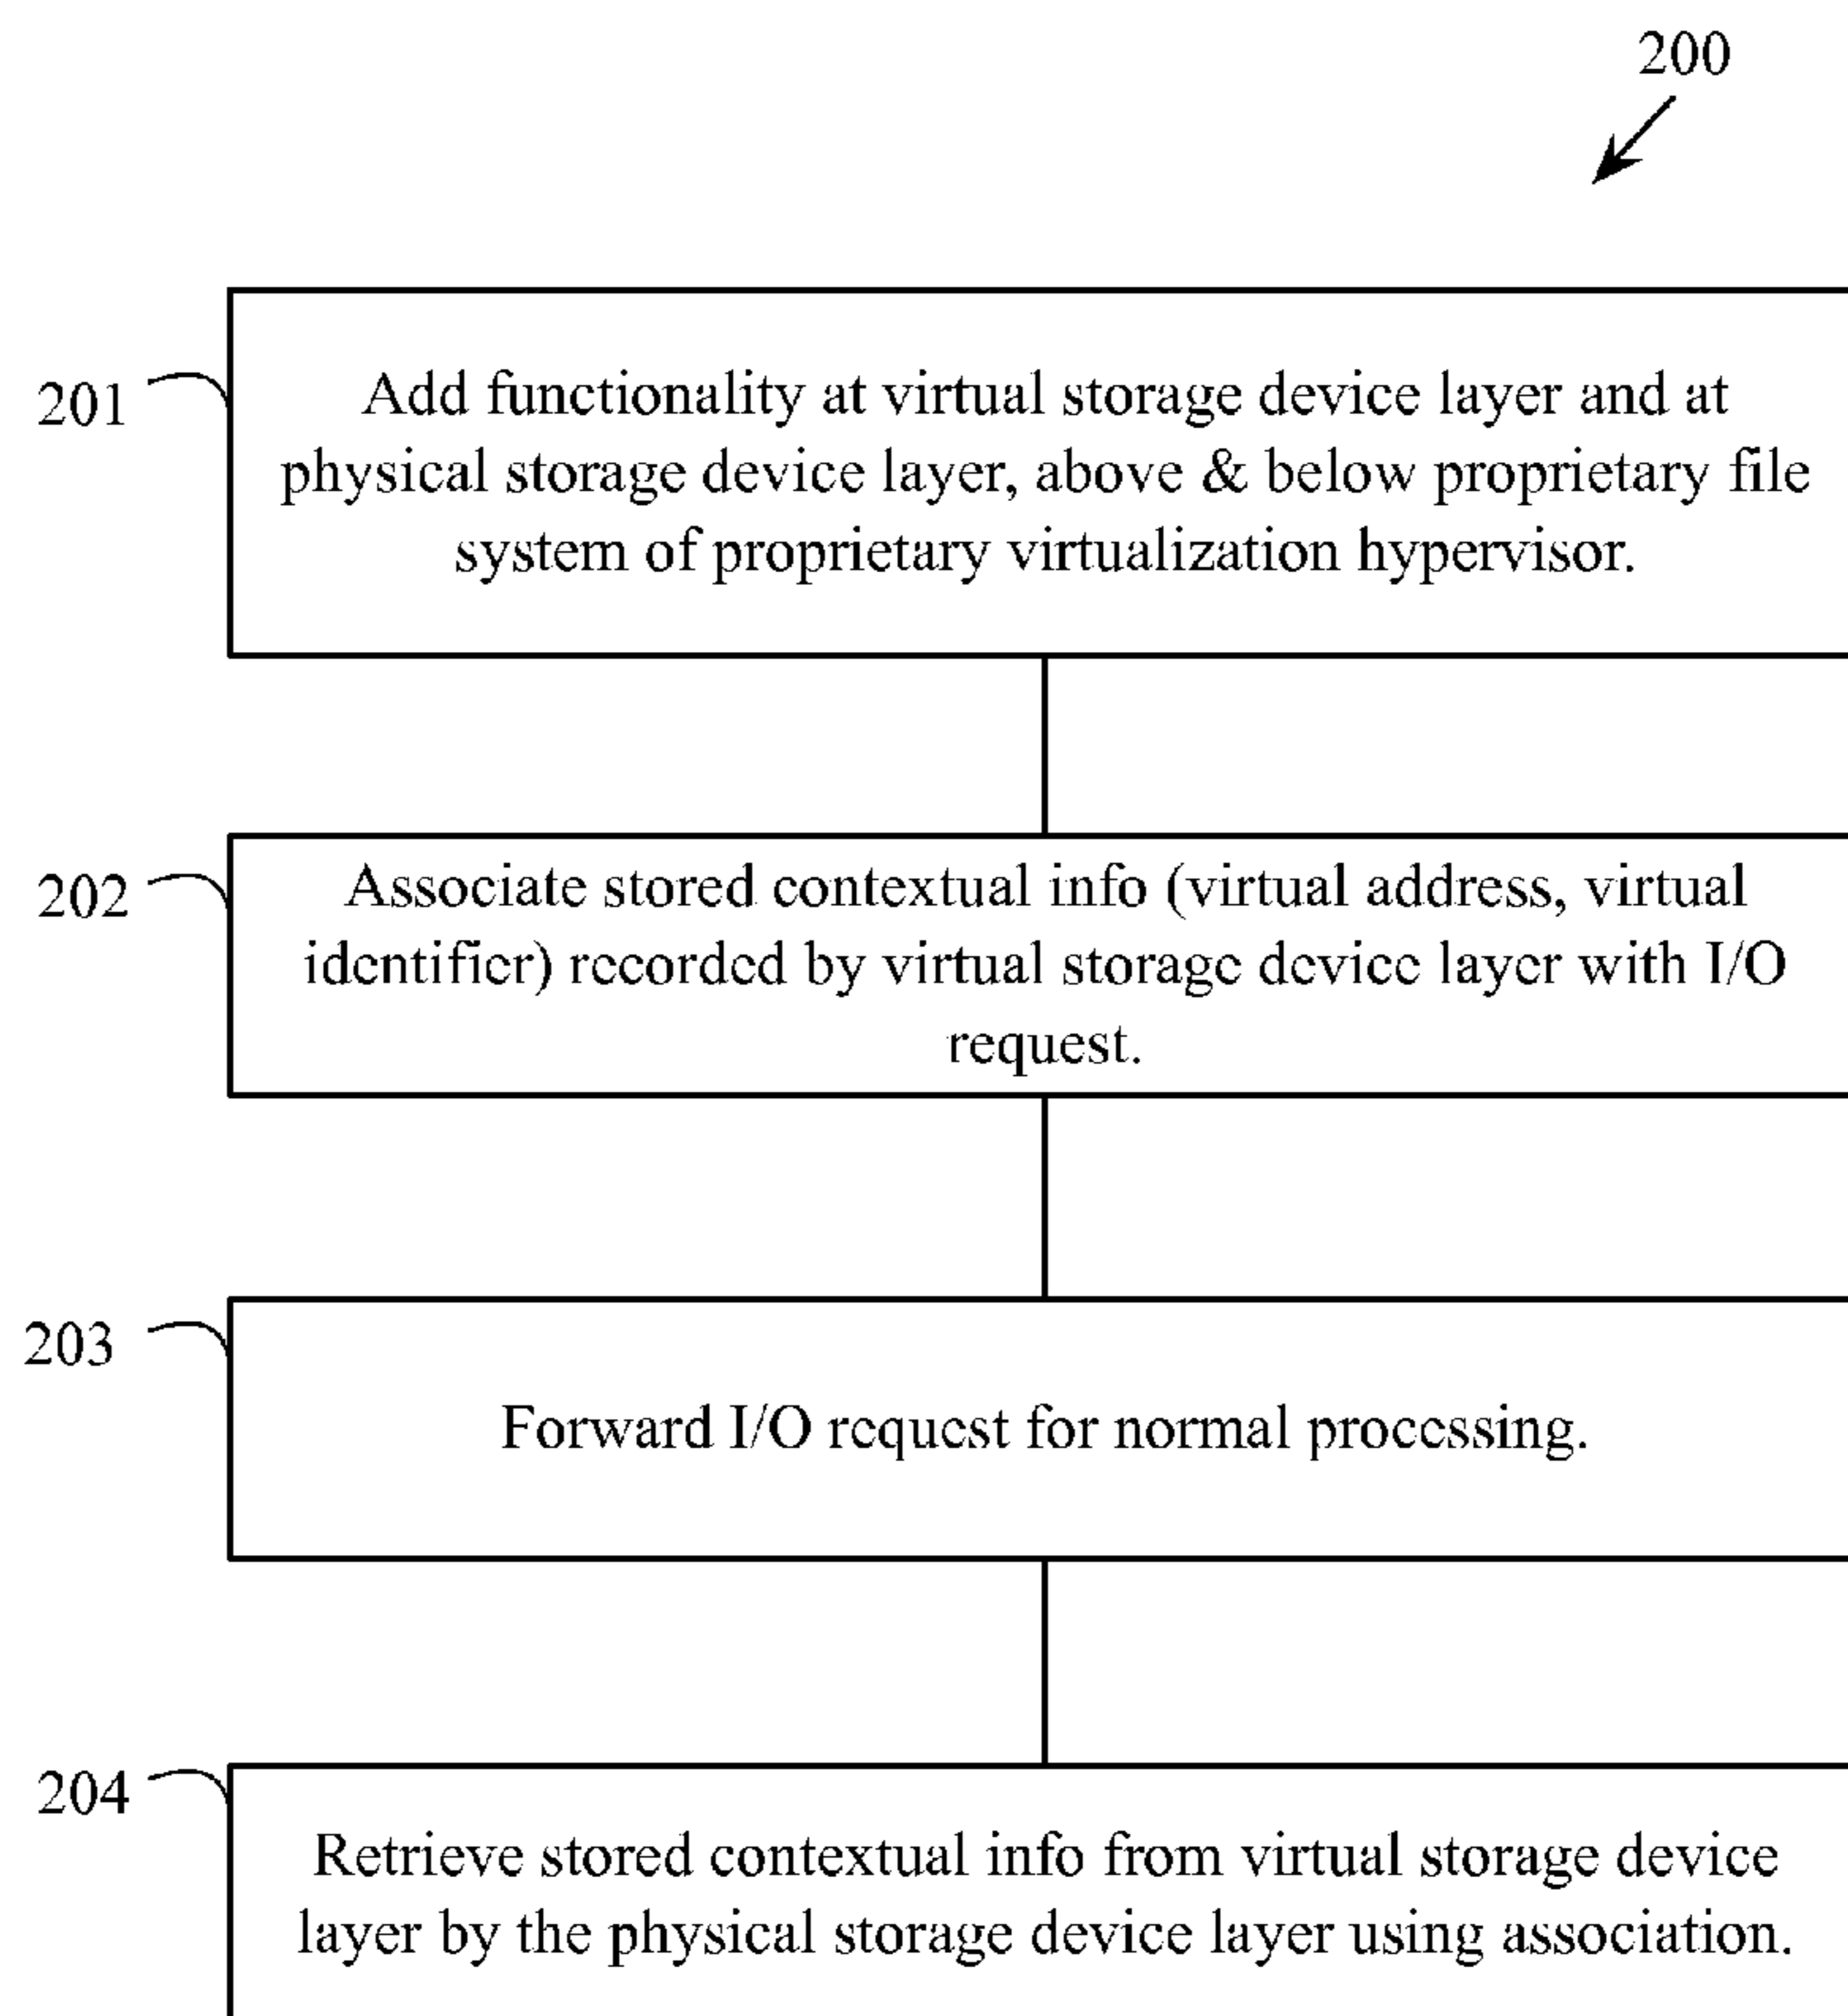 200
201
Add functionality at virtual storage device layer and at
physical storage device layer, above & below proprietary file
system of proprietary virtualization hypervisor.
202
Associate stored contextual info (virtual address, virtual
identifier) recorded by virtual storage device layer with I/O
request.
203
Forward I/O request for normal processing.
204
Retrieve stored contextual info from virtual storage device
layer by the physical storage device layer using association.